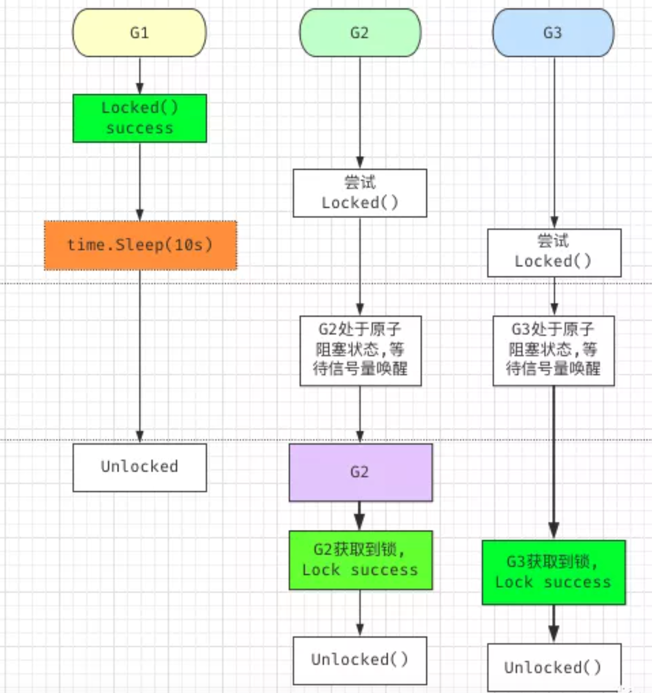 G1
G2
G3
Locked()
success
尝试
Locked()
time.Sleep(10s)
尝试
Locked()
G2处于原子
阻塞状态,等
待信号量唤醒
G3处于原子
阻塞状态,等
待信号量唤醒
Unlocked
G2
G2获取到锁,
Lock success
G3获取到锁,
Lock success
Unlocked()
Unlocked()